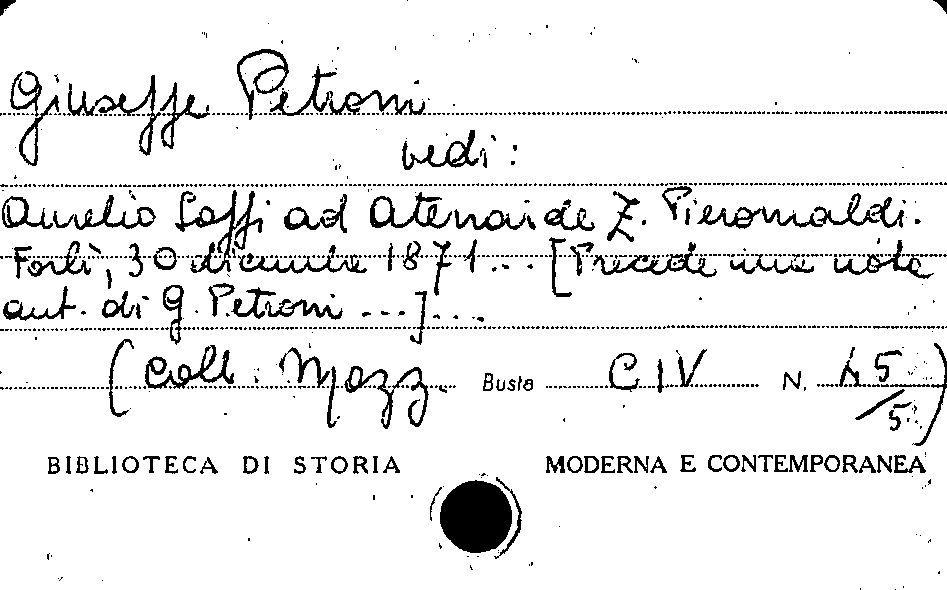 Giuseppe Petroni
vedi:
Aurelio Saffi ad Atenaide Z. Pieromaldi.
Forlì, 30 dicembre 1871... [Precede una nota
aut. di G. Petroni ...]...
(Coll. Mazz. Busta CIV N. 45/5)
BIBLIOTECA DI STORIA MODERNA E CONTEMPORANEA